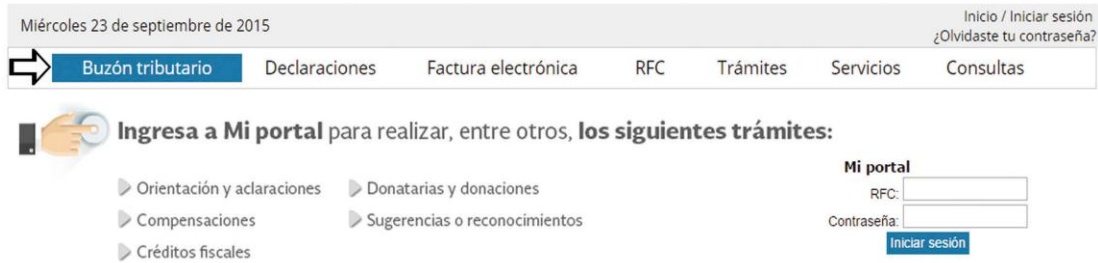 Miércoles 23 de septiembre de 2015
Inicio / Iniciar sesión
¿Olvidaste tu contraseña?
Buzón tributario Declaraciones Factura electrónica RFC Trámites Servicios Consultas
Ingresa a Mi portal para realizar, entre otros, los siguientes trámites:
Orientación y aclaraciones
Compensaciones
Créditos fiscales
Donatarias y donaciones
Sugerencias o reconocimientos
Mi portal
RFC:
Contraseña:
Iniciar sesión